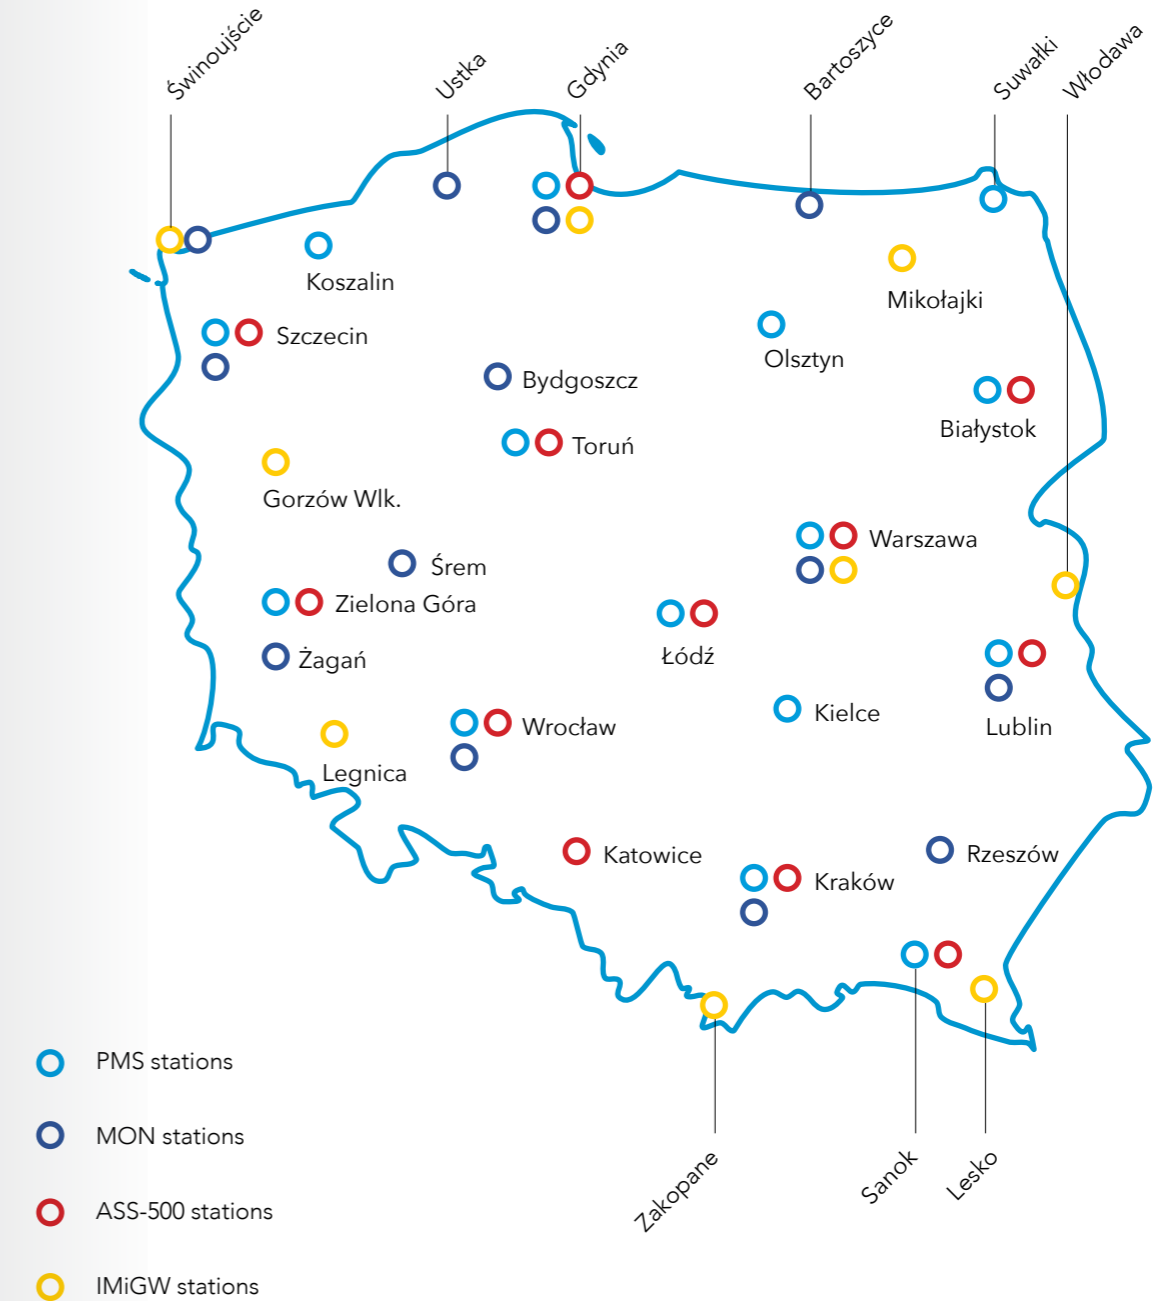 Świnoujście
Ustka
Gdynia
Bartoszyce
Suwałki
Włodawa
Koszalin
Mikołajki
Szczecin
Olsztyn
Bydgoszcz
Białystok
Toruń
Gorzów Wlk.
Warszawa
Śrem
Zielona Góra
Łódź
Żagań
Kielce
Lublin
Wrocław
Legnica
Katowice
Rzeszów
Kraków
PMS stations
MON stations
Zakopane
Sanok
Lesko
ASS-500 stations
IMiGW stations